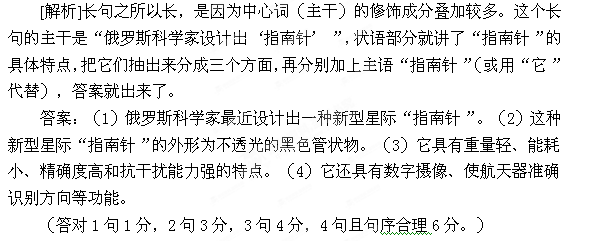 [解析]长句之所以长，是因为中心词（主干）的修饰成分叠加较多。这个长
句的主干是“俄罗斯科学家设计出‘指南针’”，状语部分就讲了“指南针”的
具体特点，把它们抽出来分成三个方面，再分别加上主语“指南针”（或用“它”
代替），答案就出来了。
答案：（1）俄罗斯科学家最近设计出一种新型星际“指南针”。（2）这种
新型星际“指南针”的外形为不透光的黑色管状物。（3）它具有重量轻、能耗
小、精确度高和抗干扰能力强的特点。（4）它还具有数字摄像、使航天器准确
识别方向等功能。
（答对1句1分，2句3分，3句4分，4句且句序合理6分。）